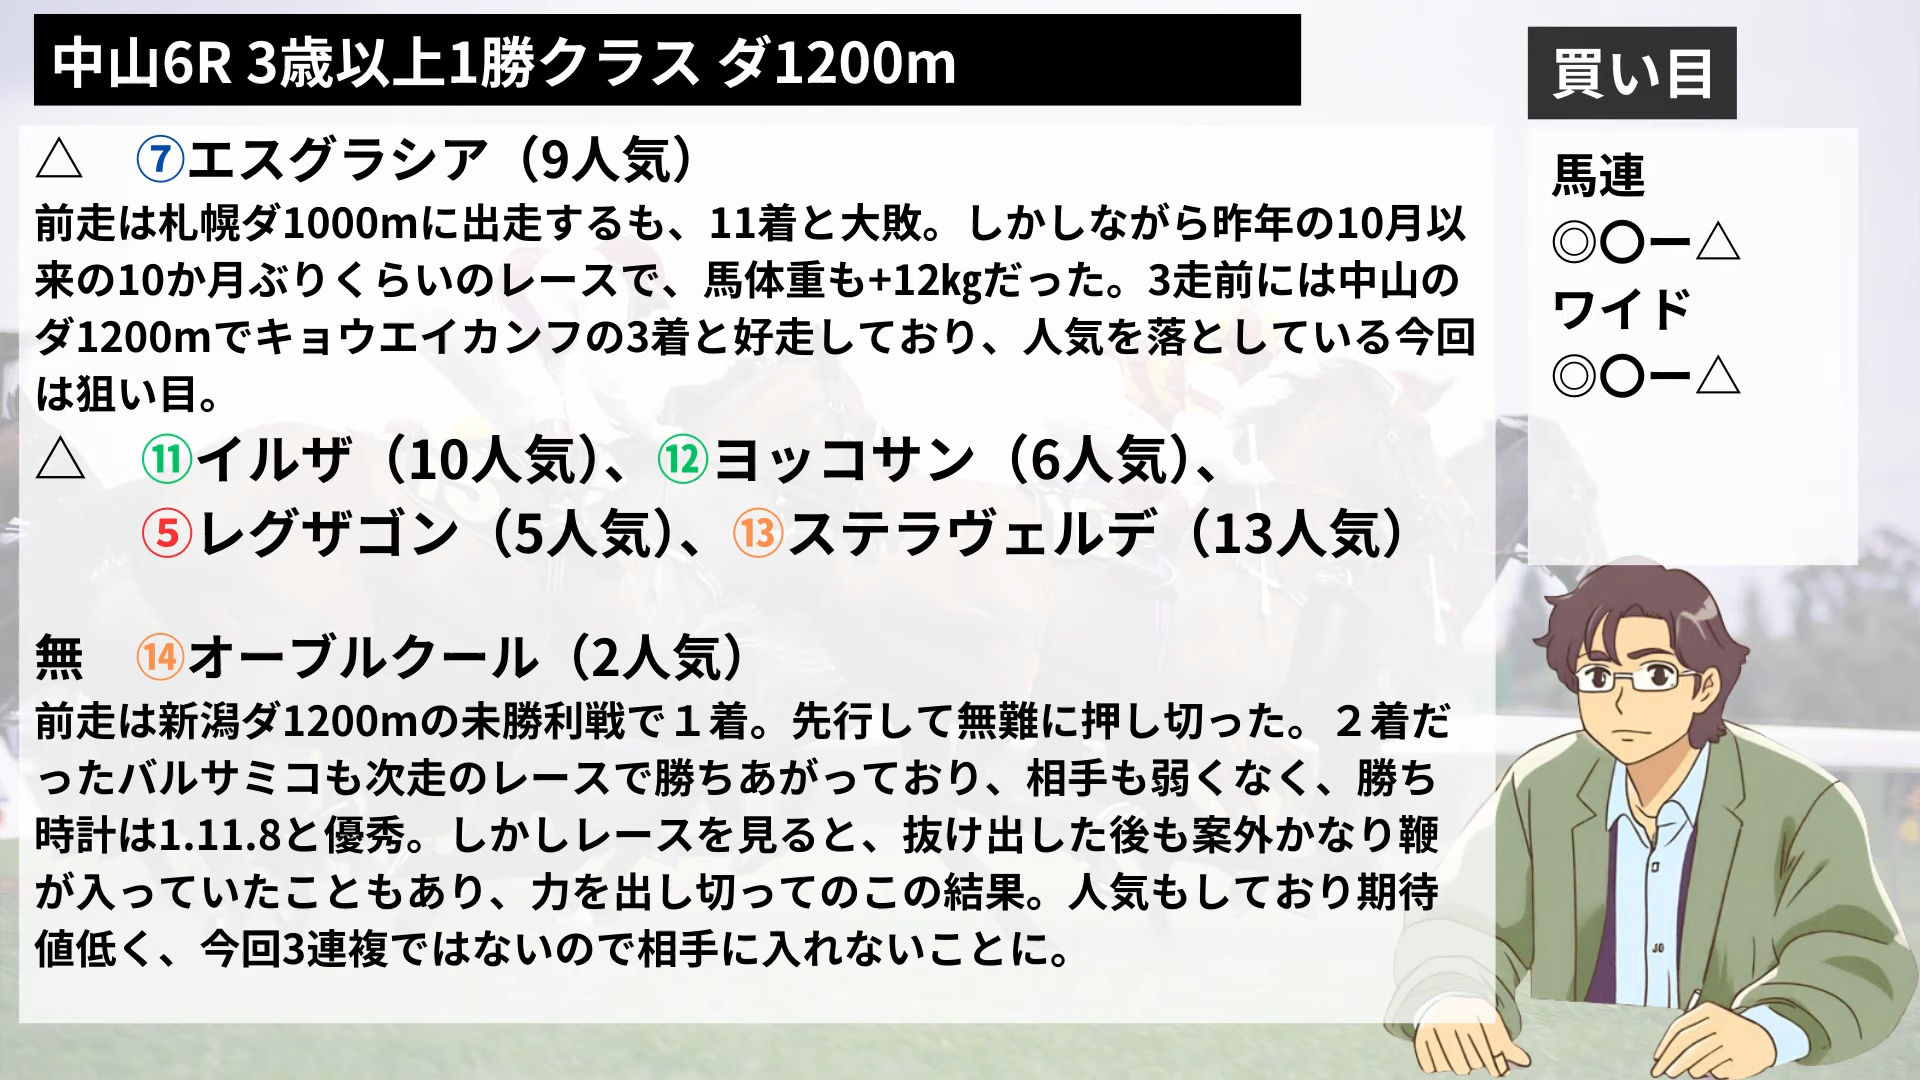 中山6R 3歳以上1勝クラス ダ1200m
△ ⑦エスグラシア（9人気）
前走は札幌ダ1000mに出走するも、11着と大敗。しかしながら昨年の10月以
来の10か月ぶりくらいのレースで、馬体重も+12㎏だった。3走前には中山の
ダ1200mでキョウエイカンフの3着と好走しており、人気を落としている今回
は狙い目。
△ ⑪イルザ（10人気）、⑫ヨッコサン（6人気）、
⑤レグザゴン（5人気）、⑬ステラヴェルデ（13人気）
無 ⑭オーブルクール（2人気）
前走は新潟ダ1200mの未勝利戦で１着。先行して無難に押し切った。２着だ
ったバルサミコも次走のレースで勝ちあがっており、相手も弱くなく、勝ち
時計は1.11.8と優秀。しかしレースを見ると、抜け出した後も案外かなり鞭
が入っていたこともあり、力を出し切ってのこの結果。人気もしており期待
値低く、今回3連複ではないので相手に入れないことに。
買い目
馬連
◎〇ー△
ワイド
◎〇ー△